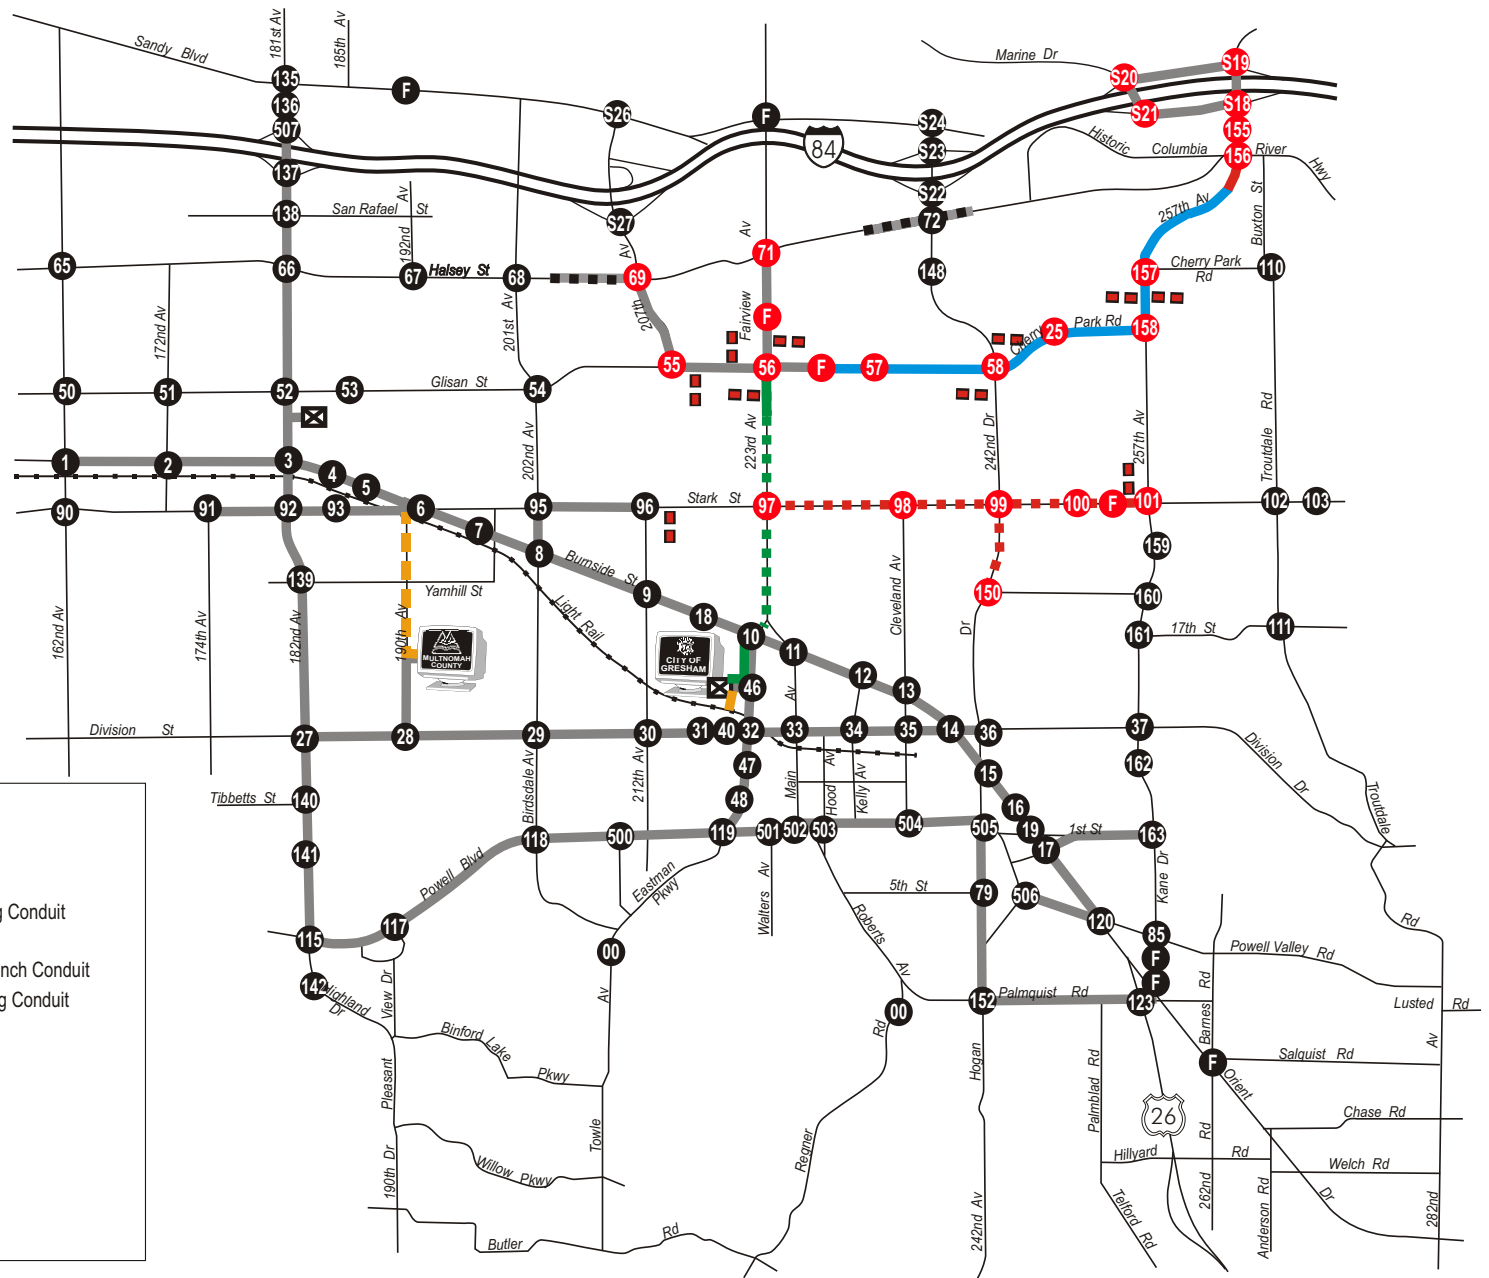 181st Av
185th Av
Sandy Blvd
135
136
507
137
138
F
S26
F
84
S24
S23
S22
72
Marine Dr
S20
S19
S21
S18
155
156
Historic
Columbia
River
Hwy
San Rafael St
192nd Av
S27
Av
Fairview Av
71
257th Av
Buxton St
65
66
67
Halsey St
68
69
148
157
Cherry Park
Rd
110
172nd Av
201st Av
207th
F
Cherry
25
Park Rd
158
55
56
F
57
58
50
51
52
53
Glisan St
54
202nd Av
223rd Av
242nd Dr
257th Av
Troutdale Rd
1
2
3
4
5
90
91
92
93
6
95
96
Stark St
97
98
99
100
F
101
102
103
7
8
Burnside St
9
18
10
11
12
13
14
139
Yamhill St
Light Rail
162nd Av
174th Av
182nd Av
190th Av
MULTNOMAH
COUNTY
CITY OF
GRESHAM
46
Cleveland Av
Dr
150
159
160
161
17th St
111
Av
Division St
27
28
29
30
31
40
32
33
34
35
36
37
Division Dr
47
48
15
16
19
17
162
163
Tibbetts St
140
141
Birdsdale Av
212th Av
Main
Hood Av
Kelly Av
Troutdale
118
500
119
501
502
503
504
505
1st St
Powell Blvd
Eastman
Pkwy
Walters Av
Roberts Av
5th St
79
506
120
Kane Dr
g Conduit
nch Conduit
g Conduit
115
117
142
Highland
Dr
View Dr
00
Av
00
Rd
152
Palmquist Rd
85
F
F
123
Powell Valley Rd
Rd
Lusted Rd
Binford Lake
Pkwy
Pleasant
Towle
Regner
Hogan
Palmblad Rd
Barnes Rd
F
Orient
Salquist Rd
Av
26
Chase Rd
Willow Pkwy
190th Dr
Hillyard Rd
Rd
Welch Rd
Butler
Rd
242nd Av
Telford Rd
262nd
Anderson Rd
Dr
282nd